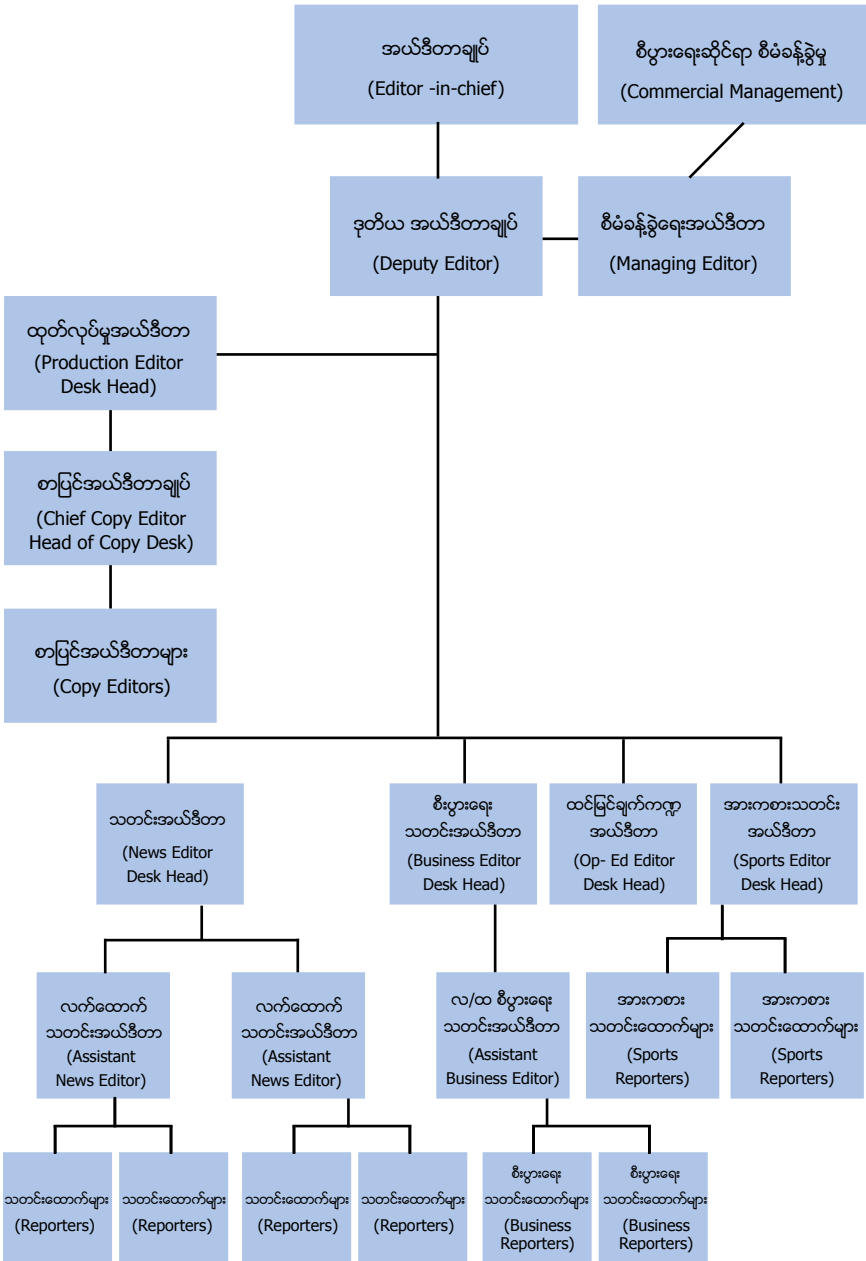 အယ်ဒီတာချုပ်
(Editor -in-chief)
စီပွားရေးဆိုင်ရာ စီမံခန့်ခွဲမှု
(Commercial Management)
ဒုတိယ အယ်ဒီတာချုပ်
(Deputy Editor)
စီမံခန့်ခွဲရေးအယ်ဒီတာ
(Managing Editor)
ထုတ်လုပ်မှုအယ်ဒီတာ
(Production Editor
Desk Head)
စာပြင်အယ်ဒီတာချုပ်
(Chief Copy Editor
Head of Copy Desk)
စာပြင်အယ်ဒီတာများ
(Copy Editors)
သတင်းအယ်ဒီတာ
(News Editor
Desk Head)
စီးပွားရေး
သတင်းအယ်ဒီတာ
(Business Editor
Desk Head)
ထင်မြင်ချက်ကဏ္ဍ
အယ်ဒီတာ
(Op- Ed Editor
Desk Head)
အားကစားသတင်း
အယ်ဒီတာ
(Sports Editor
Desk Head)
လက်ထောက်
သတင်းအယ်ဒီတာ
(Assistant
News Editor)
လက်ထောက်
သတင်းအယ်ဒီတာ
(Assistant
News Editor)
လ/ထ စီပွားရေး
သတင်းအယ်ဒီတာ
(Assistant
Business Editor)
အားကစား
သတင်းထောက်များ
(Sports
Reporters)
အားကစား
သတင်းထောက်များ
(Sports
Reporters)
သတင်းထောက်များ
(Reporters)
သတင်းထောက်များ
(Reporters)
သတင်းထောက်များ
(Reporters)
သတင်းထောက်များ
(Reporters)
စီးပွားရေး
သတင်းထောက်များ
(Business
Reporters)
စီးပွားရေး
သတင်းထောက်များ
(Business
Reporters)